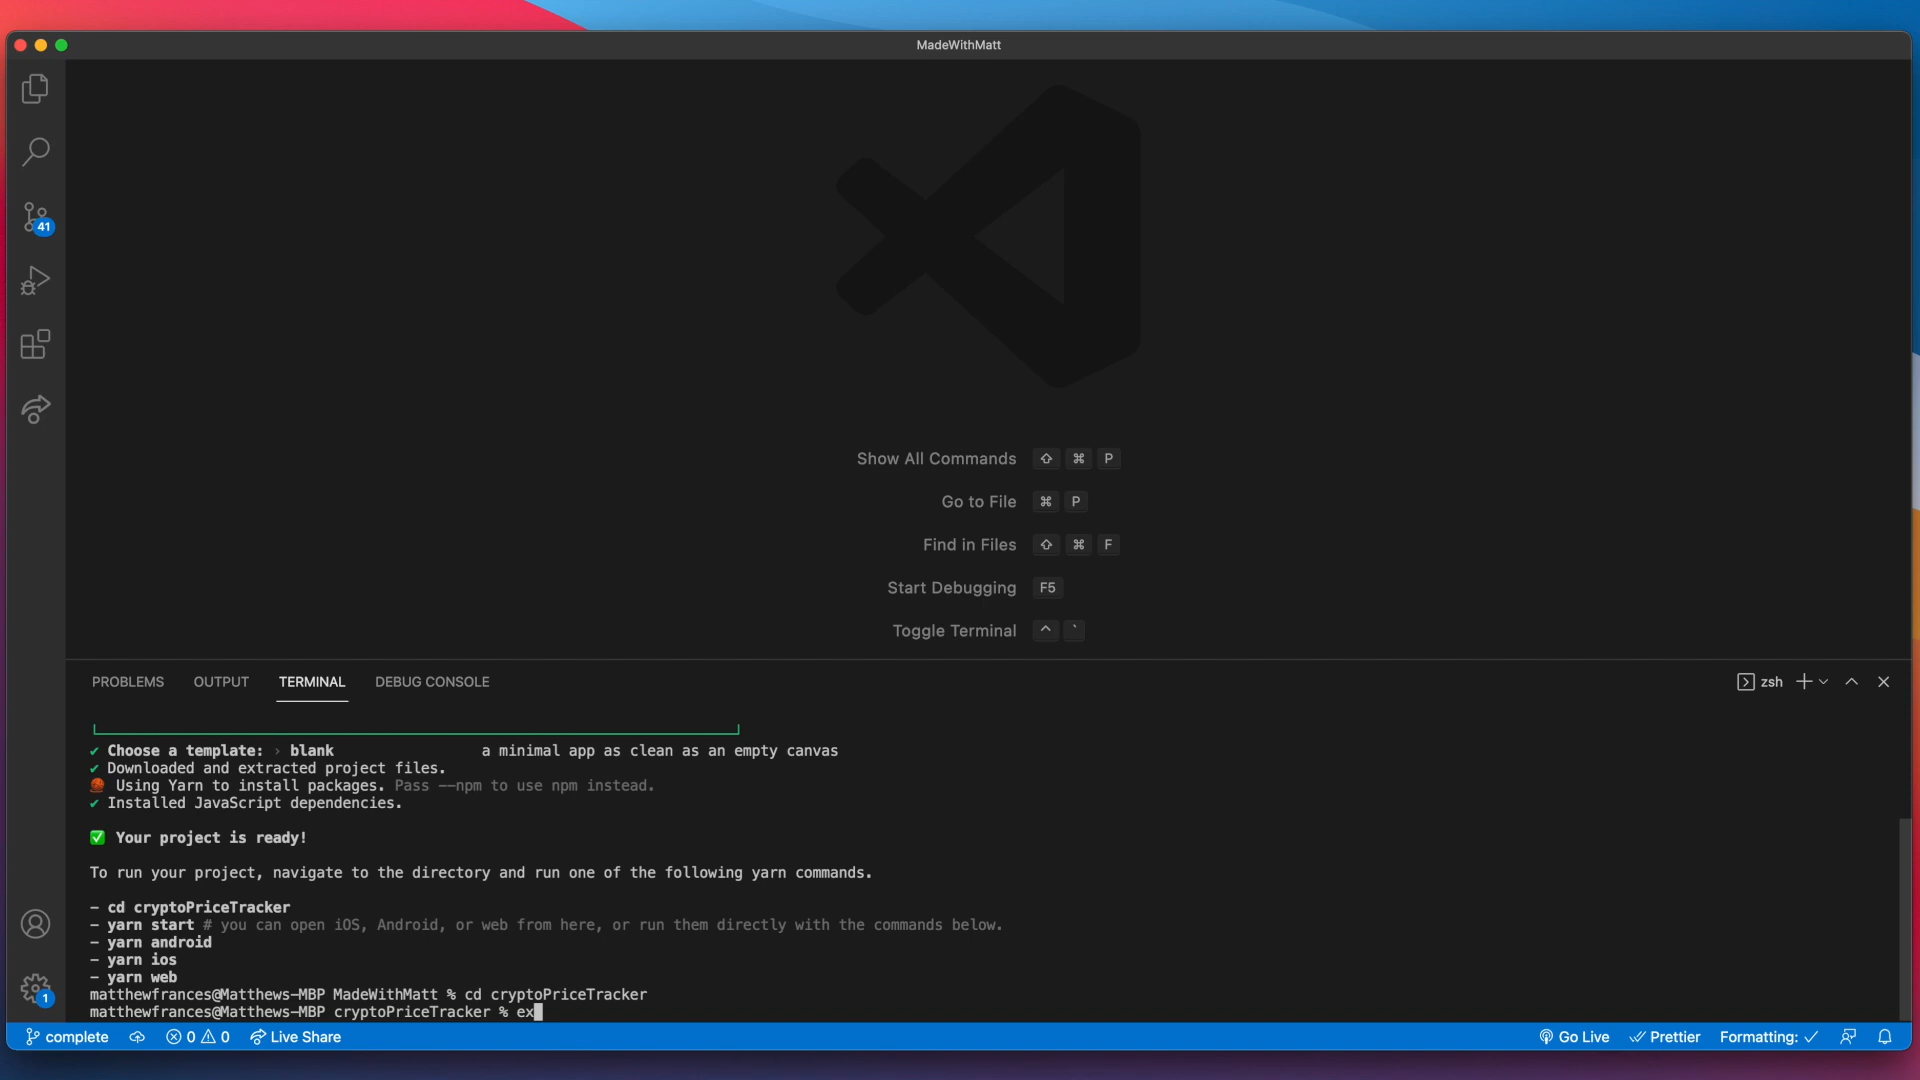 MadeWithMatt
41
Show All Commands ⇧ ⌘ P
Go to File ⌘ P
Find in Files ⇧ ⌘ F
Start Debugging F5
Toggle Terminal ^ `
PROBLEMS OUTPUT TERMINAL DEBUG CONSOLE zsh
✔ Choose a template: › blank a minimal app as clean as an empty canvas
✔ Downloaded and extracted project files.
🧶 Using Yarn to install packages. Pass --npm to use npm instead.
✔ Installed JavaScript dependencies.
✅ Your project is ready!
To run your project, navigate to the directory and run one of the following yarn commands.
- cd cryptoPriceTracker
- yarn start # you can open iOS, Android, or web from here, or run them directly with the commands below.
- yarn android
- yarn ios
- yarn web
matthewfrances@Matthews-MBP MadeWithMatt % cd cryptoPriceTracker
matthewfrances@Matthews-MBP cryptoPriceTracker % ex
1
complete 0 0 Live Share Go Live Prettier Formatting: ✓